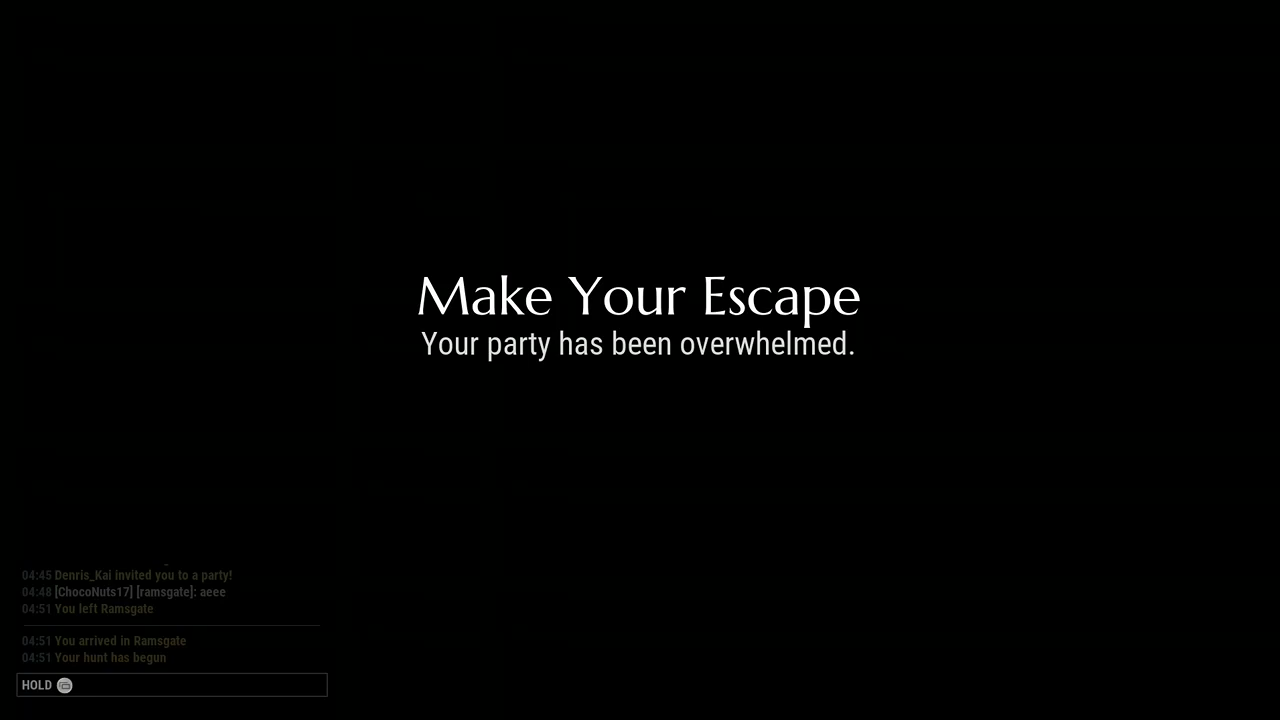 Make Your Escape
Your party has been overwhelmed.
04:45 Denris_Kai invited you to a party!
04:48 [ChocoNuts17] [ramsgate]: aeee
04:51 You left Ramsgate
04:51 You arrived in Ramsgate
04:51 Your hunt has begun
HOLD